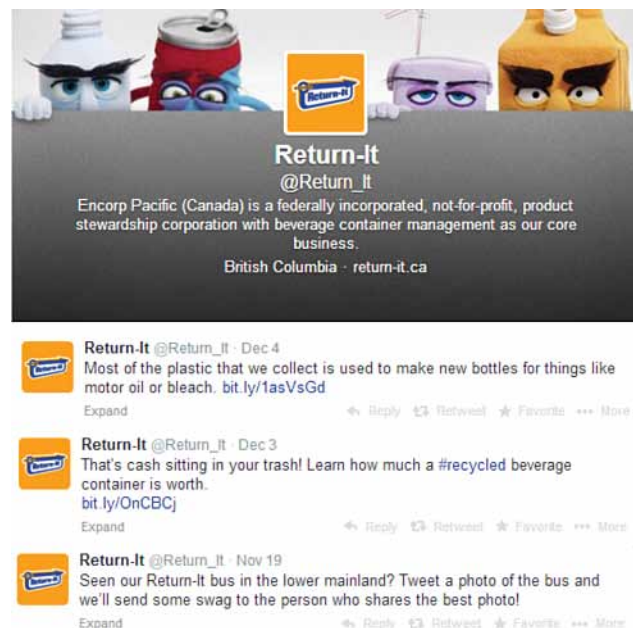 Return-It
Return-It
@Return_It
Encorp Pacific (Canada) is a federally incorporated, not-for-profit, product
stewardship corporation with beverage container management as our core
business.
British Columbia · return-it.ca
Return-It
Return-It @Return_It · Dec 4
Most of the plastic that we collect is used to make new bottles for things like
motor oil or bleach. bit.ly/1asVsGd
Expand Reply Retweet Favorite More
Return-It
Return-It @Return_It · Dec 3
That's cash sitting in your trash! Learn how much a #recycled beverage
container is worth.
bit.ly/OnCBCj
Expand Reply Retweet Favorite More
Return-It
Return-It @Return_It · Nov 19
Seen our Return-It bus in the lower mainland? Tweet a photo of the bus and
we'll send some swag to the person who shares the best photo!
Expand Reply Retweet Favorite More